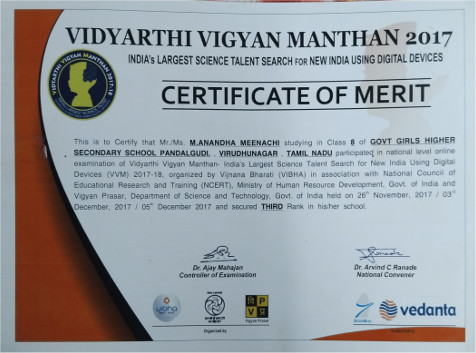 VIDYARTHI VIGYAN MANTHAN 2017
INDIA's LARGEST SCIENCE TALENT SEARCH FOR NEW INDIA USING DIGITAL DEVICES
VIDYARTHI VIGYAN MANTHAN 2017-18
CERTIFICATE OF MERIT
This is to Certify that Mr./Ms. M.ANANDHA MEENACHI studying in Class 8 of GOVT GIRLS HIGHER
SECONDARY SCHOOL PANDALGUDI, VIRUDHUNAGAR, TAMIL NADU participated in national level online
examination of Vidyarthi Vigyan Manthan- India's Largest Science Talent Search for New India Using Digital
Devices (VVM) 2017-18, organized by Vijnana Bharati (VIBHA) in association with National Council of
Educational Research and Training (NCERT), Ministry of Human Resource Development, Govt. of India and
Vigyan Prasar, Department of Science and Technology, Govt. of India held on 26th November, 2017 / 03rd
December, 2017 / 05th December 2017 and secured THIRD Rank in his/her school.
Dr. Ajay Mahajan
Controller of Examination
Dr. Arvind C Ranade
National Convener
vibha
VP
Vigyan Prasar
vedanta
Organised by